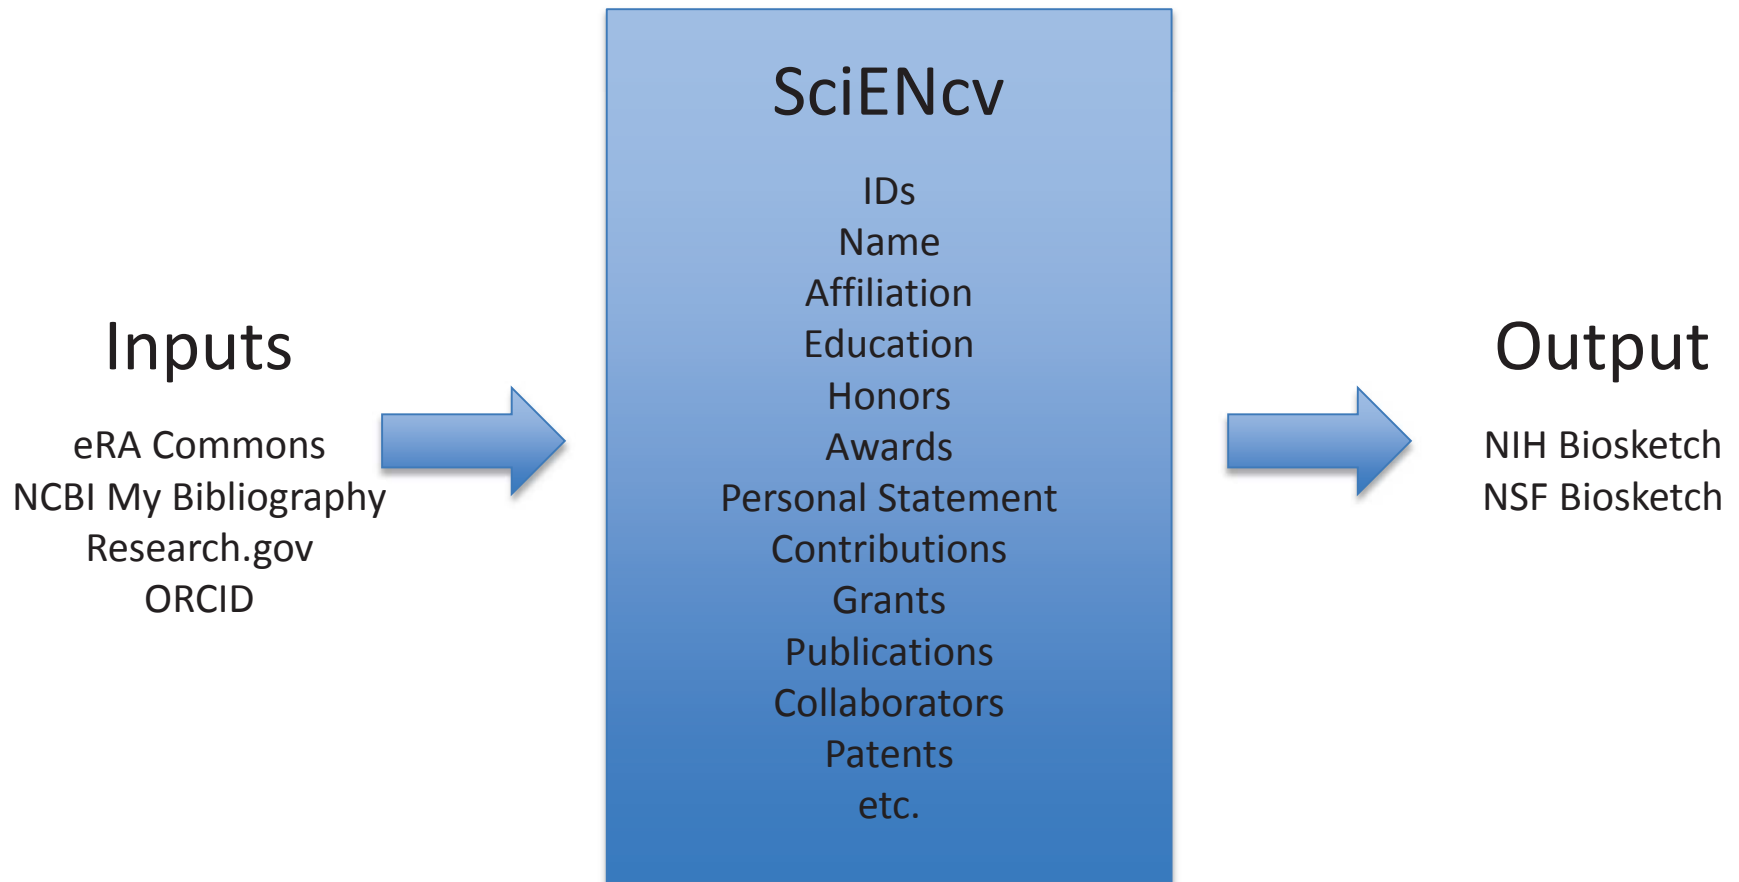 Inputs
eRA Commons
NCBI My Bibliography
Research.gov
ORCID
SciENcv
IDs
Name
Affiliation
Education
Honors
Awards
Personal Statement
Contributions
Grants
Publications
Collaborators
Patents
etc.
Output
NIH Biosketch
NSF Biosketch